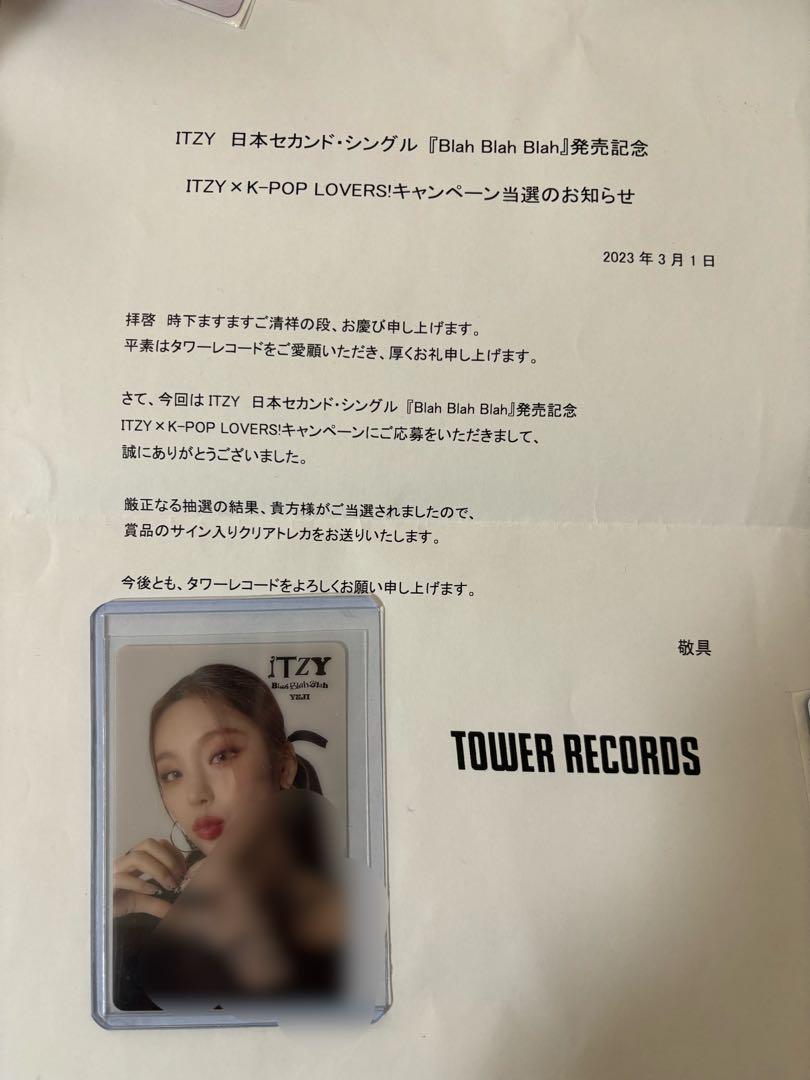 ITZY 日本セカンド・シングル『Blah Blah Blah』発売記念
ITZY×K-POP LOVERS!キャンペーン当選のお知らせ
2023年3月1日
拝啓 時下ますますご清祥の段、お慶び申し上げます。
平素はタワーレコードをご愛願いただき、厚くお礼申し上げます。
さて、今回はITZY 日本セカンド・シングル『Blah Blah Blah』発売記念
ITZY×K-POP LOVERS!キャンペーンにご応募をいただきまして、
誠にありがとうございました。
厳正なる抽選の結果、貴方様がご当選されましたので、
賞品のサイン入りクリアトレカをお送りいたします。
今後とも、タワーレコードをよろしくお願い申し上げます。
敬具
TOWER RECORDS
ITZY
Blah Blah Blah
YEJI